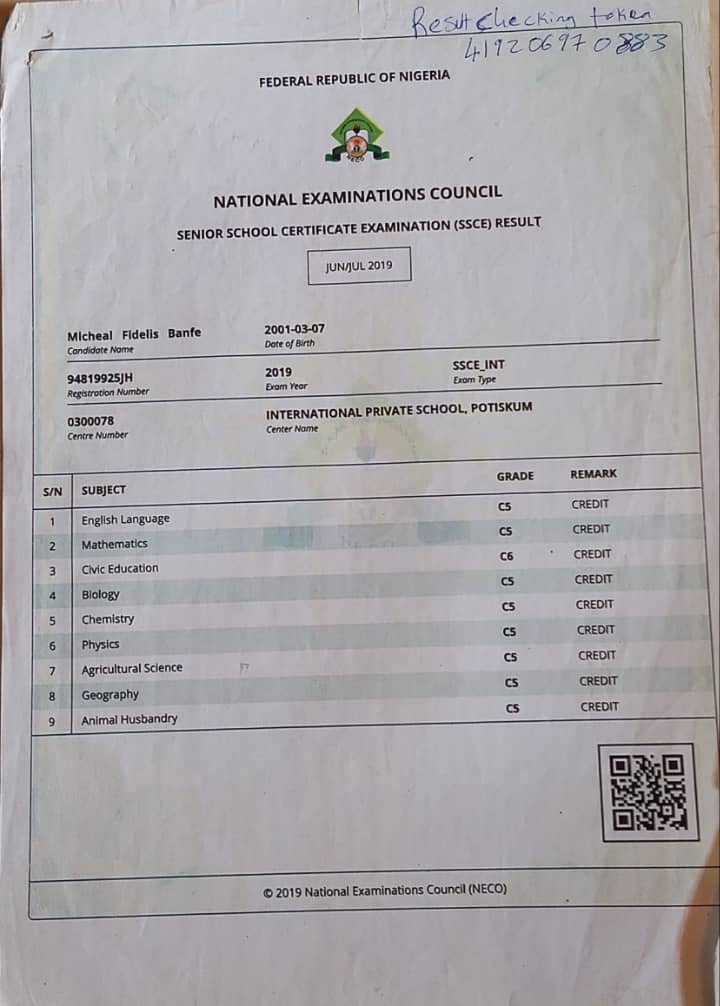 Result checking token
419206970883
FEDERAL REPUBLIC OF NIGERIA
NECO
NATIONAL EXAMINATIONS COUNCIL
SENIOR SCHOOL CERTIFICATE EXAMINATION (SSCE) RESULT
JUN/JUL 2019
Micheal Fidelis Banfe 2001-03-07
Candidate Name Date of Birth
94819925JH 2019 SSCE_INT
Registration Number Exam Year Exam Type
0300078 INTERNATIONAL PRIVATE SCHOOL, POTISKUM
Centre Number Center Name
S/N SUBJECT GRADE REMARK
1 English Language C5 CREDIT
2 Mathematics C5 CREDIT
3 Civic Education C6 CREDIT
4 Biology C5 CREDIT
5 Chemistry C5 CREDIT
6 Physics C5 CREDIT
7 Agricultural Science C5 CREDIT
8 Geography C5 CREDIT
9 Animal Husbandry C5 CREDIT
© 2019 National Examinations Council (NECO)